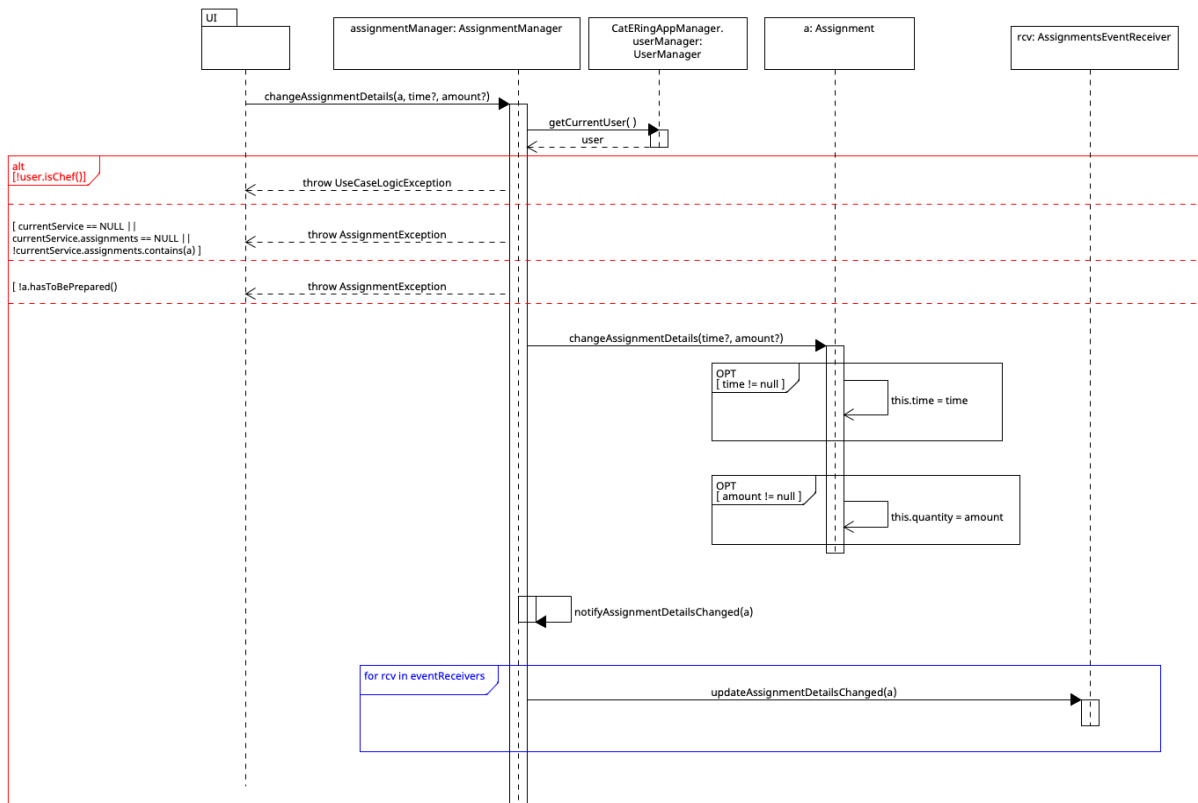 UI
assignmentManager: AssignmentManager
CatERingAppManager.
userManager:
UserManager
a: Assignment
rcv: AssignmentsEventReceiver
changeAssignmentDetails(a, time?, amount?)
getCurrentUser( )
user
alt
[!user.isChef()]
throw UseCaseLogicException
[ currentService == NULL ||
currentService.assignments == NULL ||
!currentService.assignments.contains(a) ]
throw AssignmentException
[ !a.hasToBePrepared()
throw AssignmentException
changeAssignmentDetails(time?, amount?)
OPT
[ time != null ]
this.time = time
OPT
[ amount != null ]
this.quantity = amount
notifyAssignmentDetailsChanged(a)
for rcv in eventReceivers
updateAssignmentDetailsChanged(a)